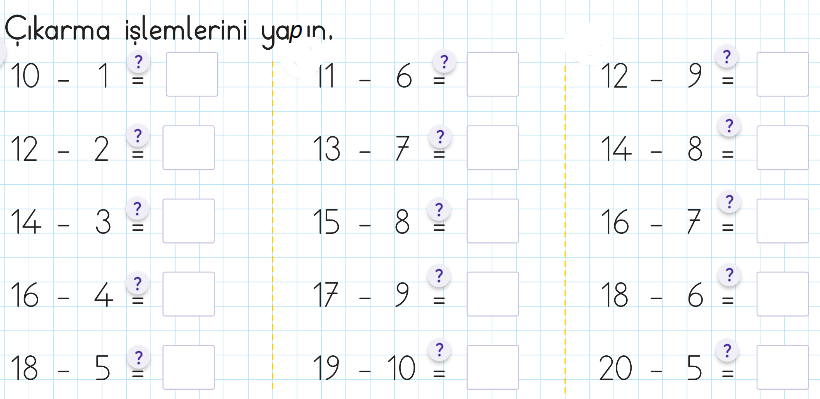 Çıkarma işlemlerini yapın.
10 - 1 ? = 11 - 6 ? = 12 - 9 ? =
12 - 2 ? = 13 - 7 ? = 14 - 8 ? =
14 - 3 ? = 15 - 8 ? = 16 - 7 ? =
16 - 4 ? = 17 - 9 ? = 18 - 6 ? =
18 - 5 ? = 19 - 10 ? = 20 - 5 ? =